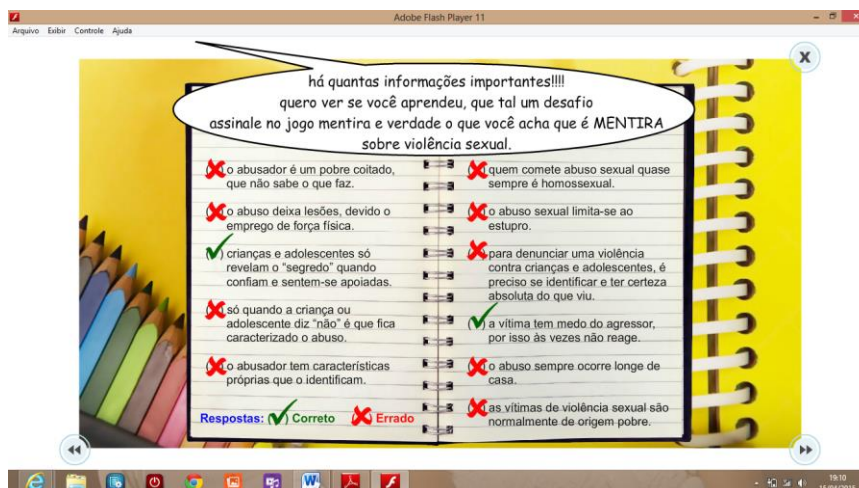 Adobe Flash Player 11
Arquivo Exibir Controle Ajuda
X
há quantas informações importantes!!!!
quero ver se você aprendeu, que tal um desafio
assinale no jogo mentira e verdade o que você acha que é MENTIRA
sobre violência sexual.
o abusador é um pobre coitado,
que não sabe o que faz.
o abuso deixa lesões, devido o
emprego de força física.
crianças e adolescentes só
revelam o “segredo” quando
confiam e sentem-se apoiadas.
só quando a criança ou
adolescente diz “não” é que fica
caracterizado o abuso.
o abusador tem características
próprias que o identificam.
Respostas: ( ) Correto ( ) Errado
quem comete abuso sexual quase
sempre é homossexual.
o abuso sexual limita-se ao
estupro.
para denunciar uma violência
contra crianças e adolescentes, é
preciso se identificar e ter certeza
absoluta do que viu.
a vítima tem medo do agressor,
por isso às vezes não reage.
o abuso sempre ocorre longe de
casa.
as vítimas de violência sexual são
normalmente de origem pobre.
19:10
15/04/2015